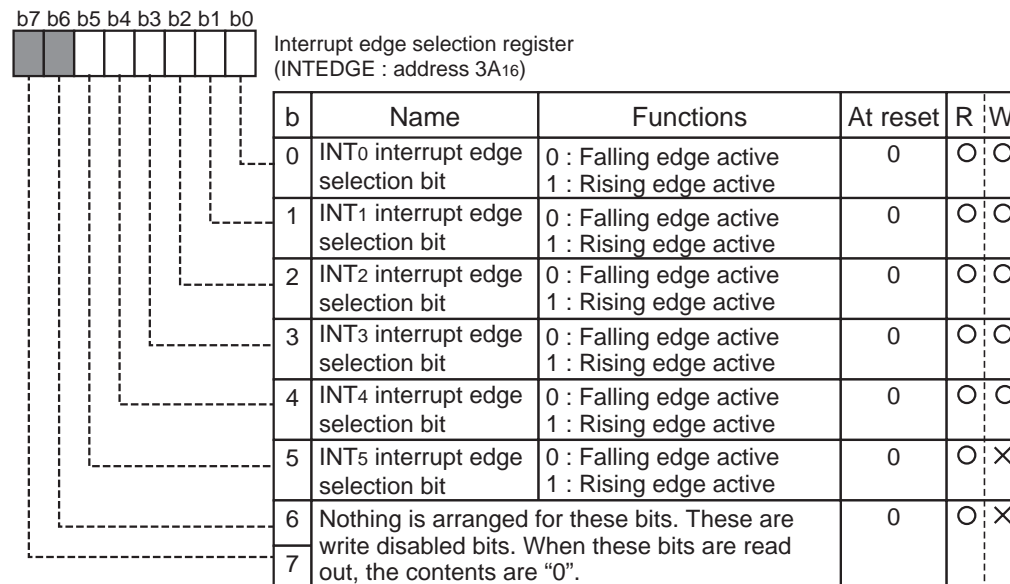 b7 b6 b5 b4 b3 b2 b1 b0
Interrupt edge selection register
(INTEDGE : address 3A16)
b Name Functions At reset R W
0 INT0 interrupt edge selection bit 0 : Falling edge active 0 ○ ○
1 : Rising edge active
1 INT1 interrupt edge selection bit 0 : Falling edge active 0 ○ ○
1 : Rising edge active
2 INT2 interrupt edge selection bit 0 : Falling edge active 0 ○ ○
1 : Rising edge active
3 INT3 interrupt edge selection bit 0 : Falling edge active 0 ○ ○
1 : Rising edge active
4 INT4 interrupt edge selection bit 0 : Falling edge active 0 ○ ○
1 : Rising edge active
5 INT5 interrupt edge selection bit 0 : Falling edge active 0 ○ ×
1 : Rising edge active
6 Nothing is arranged for these bits. These are 0 ○ ×
write disabled bits. When these bits are read
7 out, the contents are “0”.